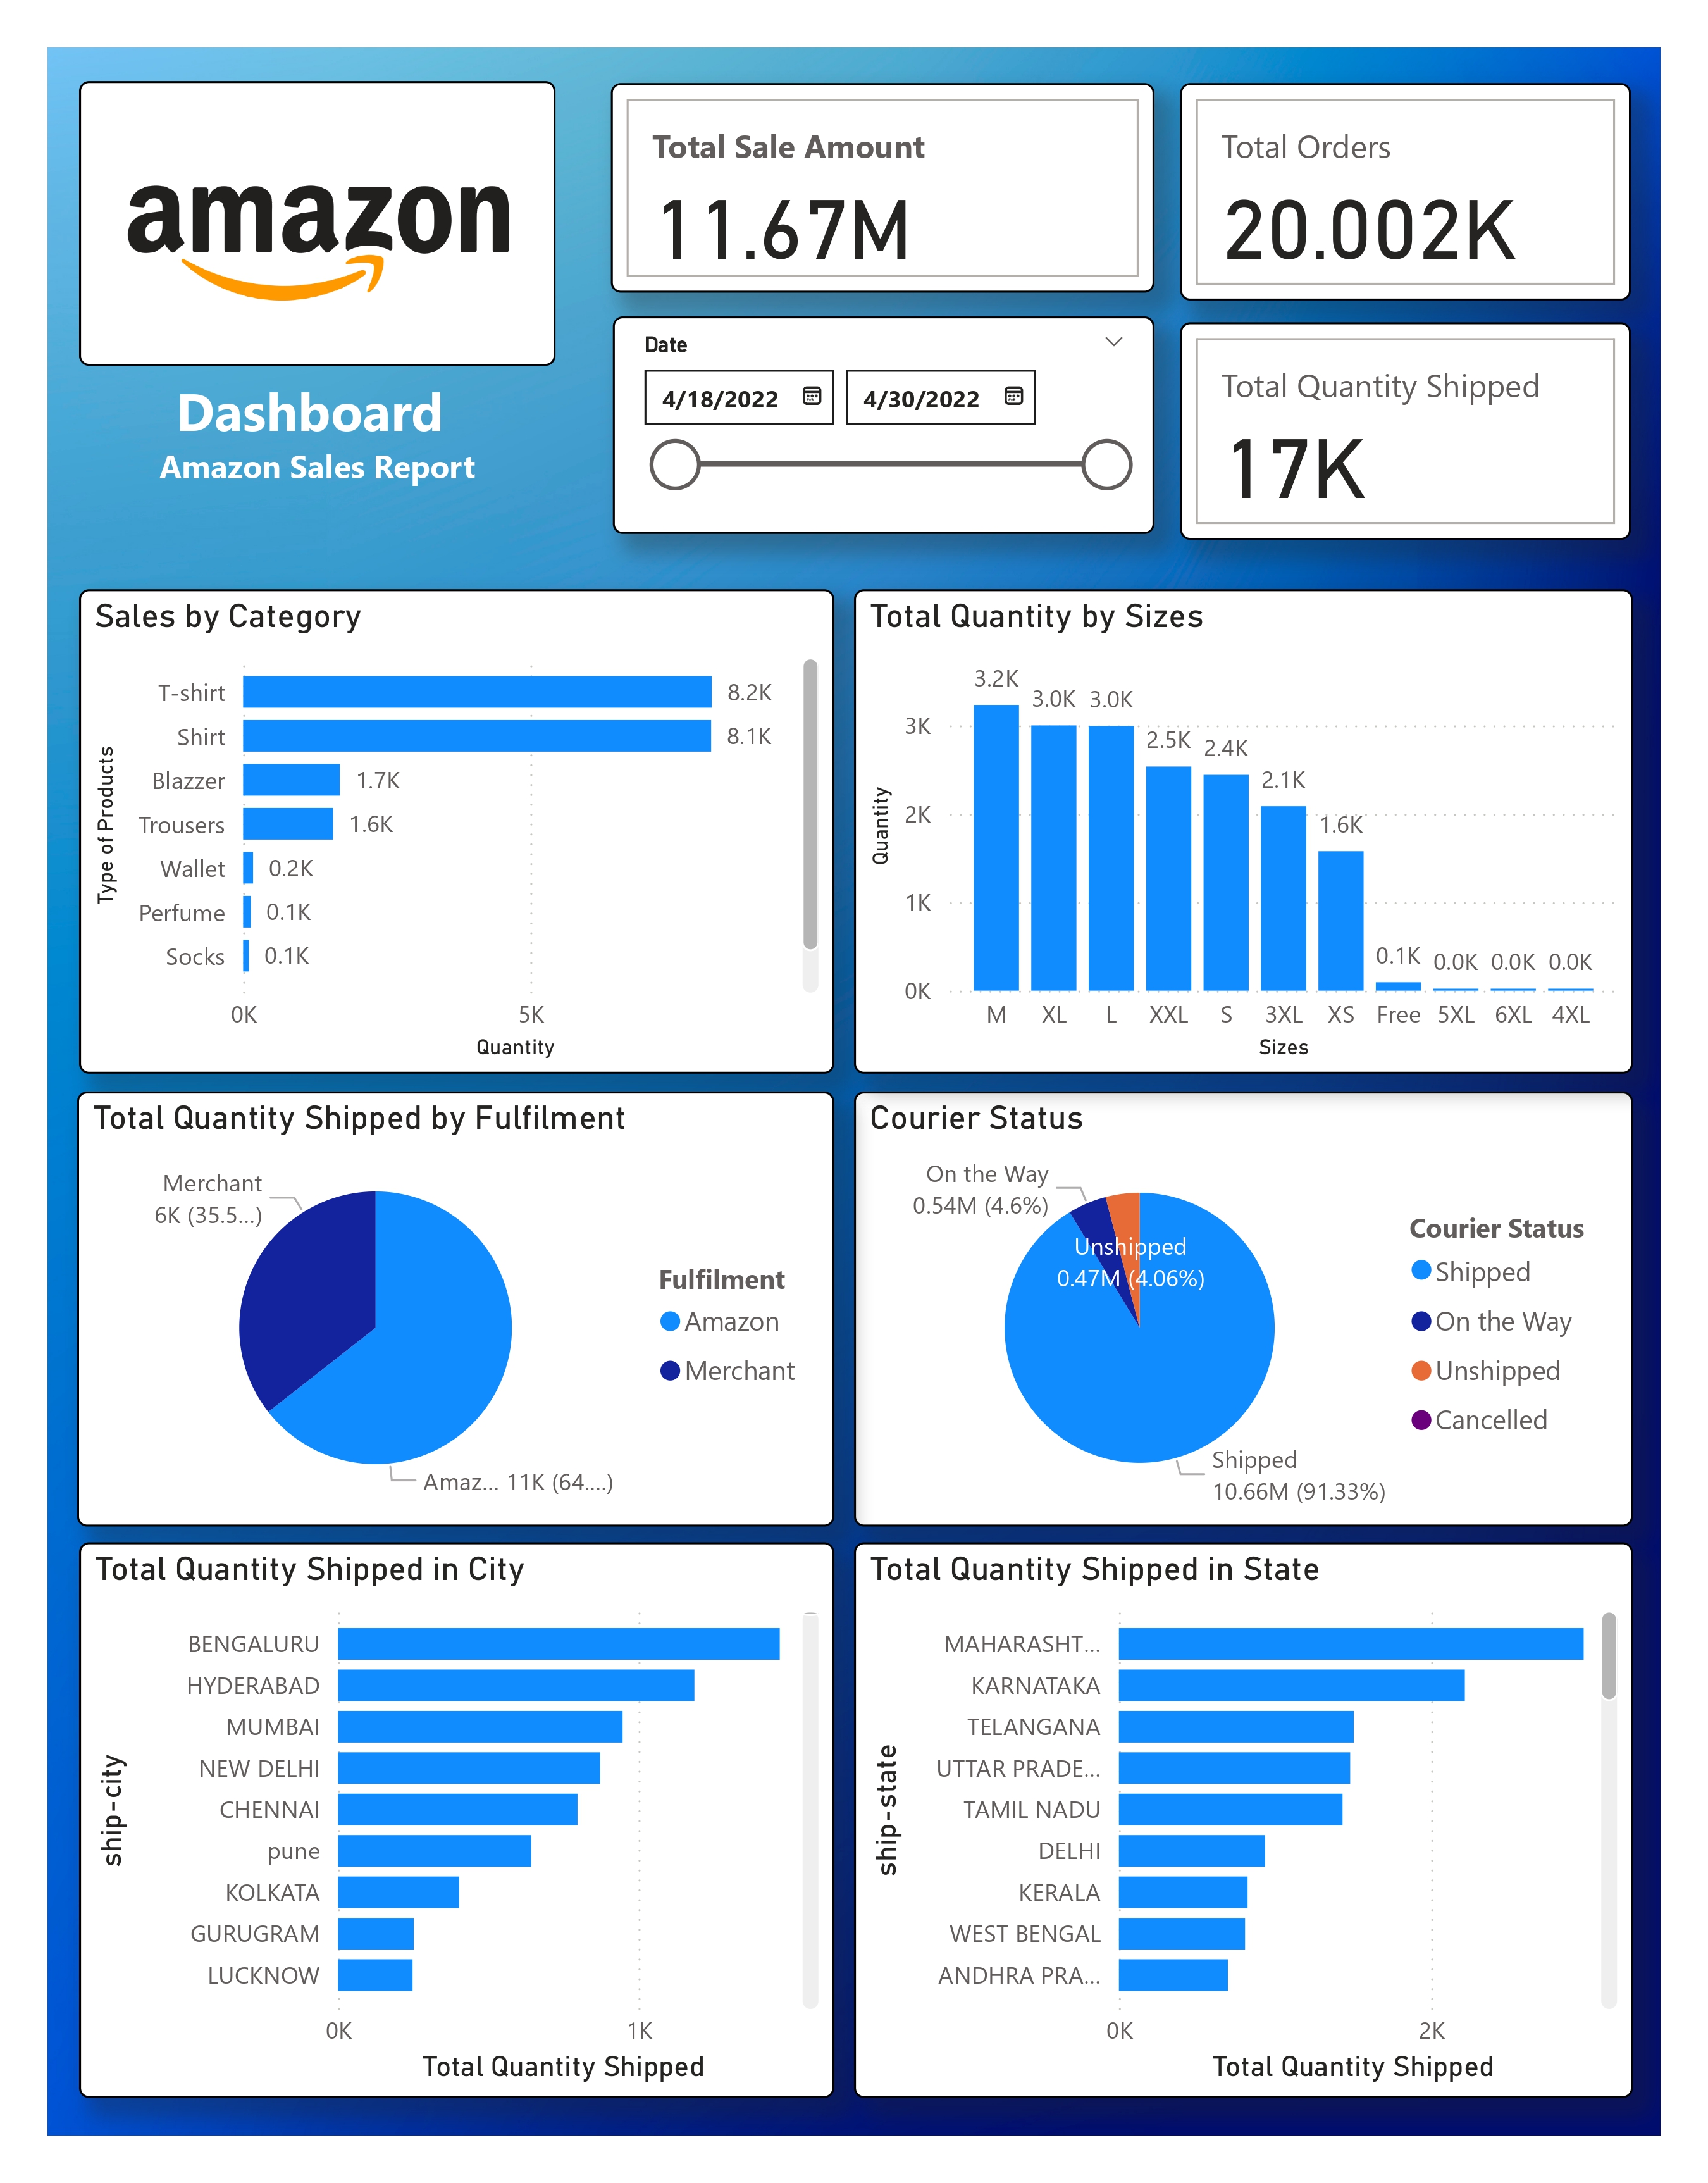 amazon
Dashboard
Amazon Sales Report
Total Sale Amount
11.67M
Total Orders
20.002K
Date
4/18/2022
4/30/2022
Total Quantity Shipped
17K
Sales by Category
Type of Products
T-shirt
8.2K
Shirt
8.1K
Blazzer
1.7K
Trousers
1.6K
Wallet
0.2K
Perfume
0.1K
Socks
0.1K
0K
5K
Quantity
Total Quantity by Sizes
Quantity
3K
2K
1K
0K
3.2K
3.0K
3.0K
2.5K
2.4K
2.1K
1.6K
0.1K
0.0K
0.0K
0.0K
M
XL
L
XXL
S
3XL
XS
Free
5XL
6XL
4XL
Sizes
Total Quantity Shipped by Fulfilment
Merchant
6K (35.5...)
Amaz... 11K (64....)
Fulfilment
Amazon
Merchant
Courier Status
On the Way
0.54M (4.6%)
Unshipped
0.47M (4.06%)
Shipped
10.66M (91.33%)
Courier Status
Shipped
On the Way
Unshipped
Cancelled
Total Quantity Shipped in City
ship-city
BENGALURU
HYDERABAD
MUMBAI
NEW DELHI
CHENNAI
pune
KOLKATA
GURUGRAM
LUCKNOW
0K
1K
Total Quantity Shipped
Total Quantity Shipped in State
ship-state
MAHARASHT...
KARNATAKA
TELANGANA
UTTAR PRADE...
TAMIL NADU
DELHI
KERALA
WEST BENGAL
ANDHRA PRA...
0K
2K
Total Quantity Shipped